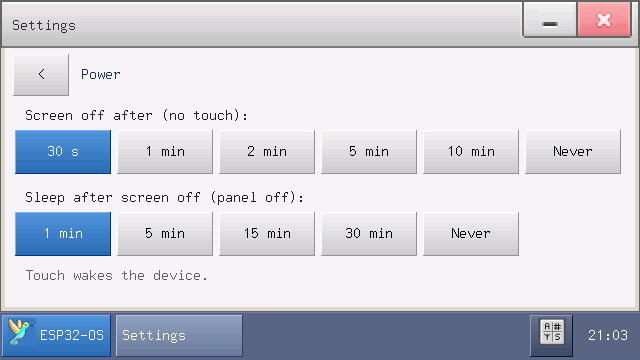 Settings
< Power
Screen off after (no touch):
30 s 1 min 2 min 5 min 10 min Never
Sleep after screen off (panel off):
1 min 5 min 15 min 30 min Never
Touch wakes the device.
ESP32-OS Settings A# TS 21:03